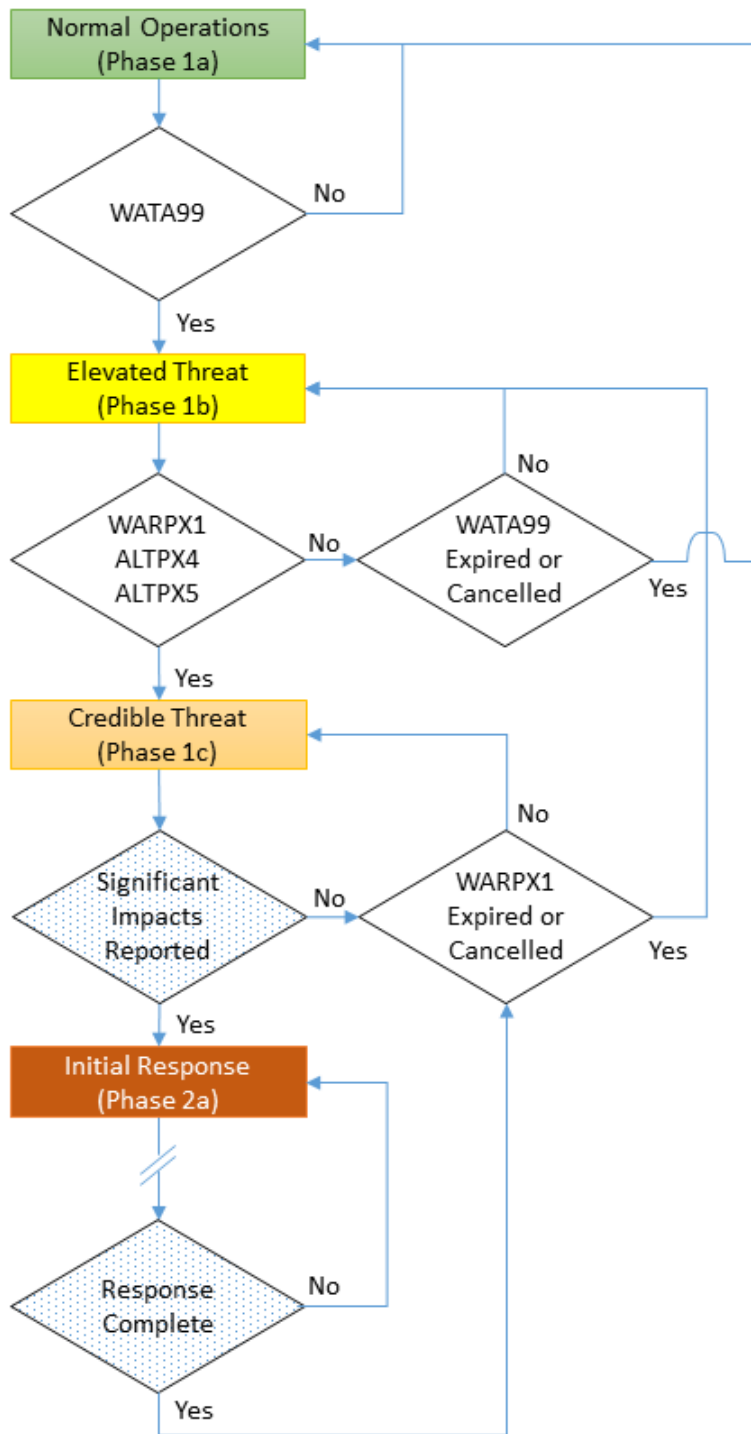 Normal Operations
(Phase 1a)
No
WATA99
Yes
Elevated Threat
(Phase 1b)
No
WARPX1
ALTPX4
ALTPX5
No
WATA99
Expired or
Cancelled
Yes
Yes
Credible Threat
(Phase 1c)
No
Significant
Impacts
Reported
No
WARPX1
Expired or
Cancelled
Yes
Yes
Initial Response
(Phase 2a)
No
Response
Complete
Yes